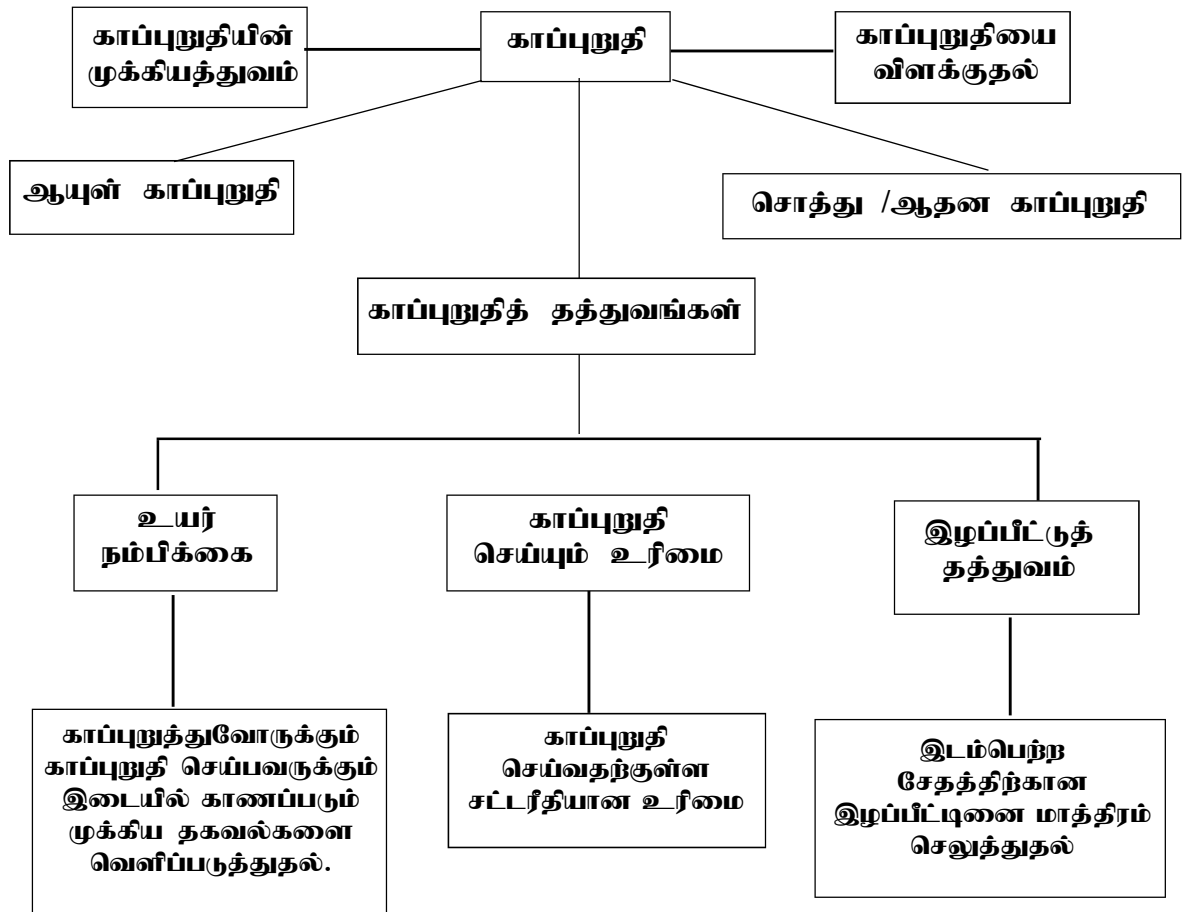 காப்புறுதியின்
முக்கியத்துவம்
காப்புறுதி
காப்புறுதியை
விளக்குதல்
ஆயுள் காப்புறுதி
சொத்து /ஆதன காப்புறுதி
காப்புறுதித் தத்துவங்கள்
உயர்
நம்பிக்கை
காப்புறுதி
செய்யும் உரிமை
இழப்பீட்டுத்
தத்துவம்
காப்புறுத்துவோருக்கும்
காப்புறுதி செய்பவருக்கும்
இடையில் காணப்படும்
முக்கிய தகவல்களை
வெளிப்படுத்துதல்.
காப்புறுதி
செய்வதற்குள்ள
சட்டரீதியான உரிமை
இடம்பெற்ற
சேதத்திற்கான
இழப்பீட்டினை மாத்திரம்
செலுத்துதல்